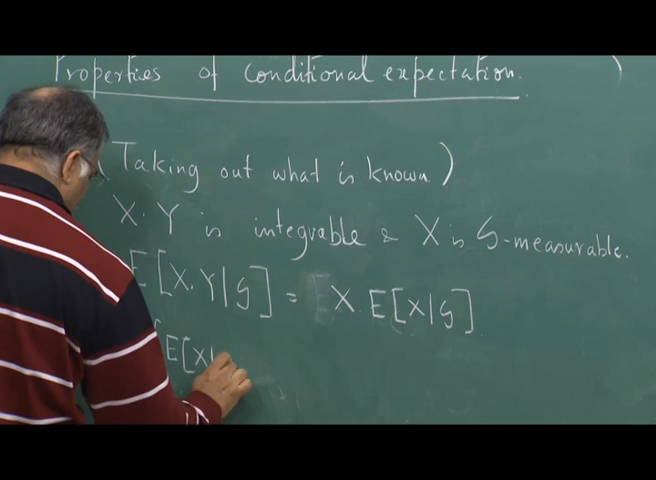 Properties of conditional expectation.
(Taking out what is known.)
X.Y is integrable & X is G-measurable.
E[X.Y|G] = X. E[X|G]
E[X|